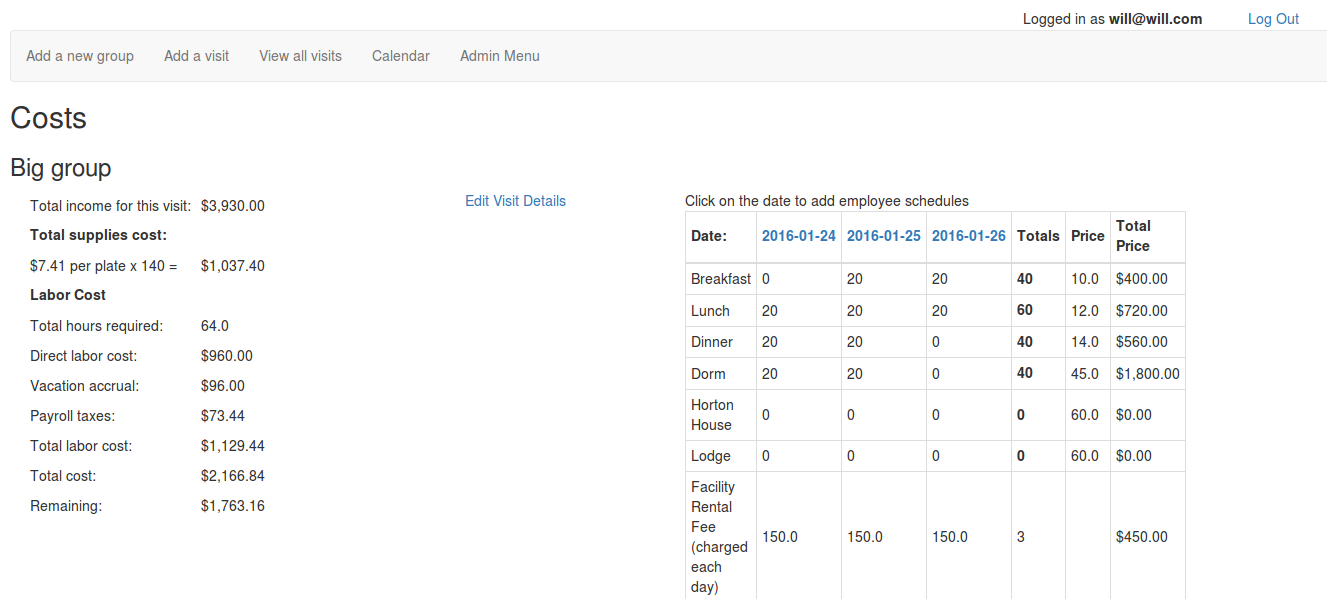 Logged in as will@will.com Log Out
Add a new group Add a visit View all visits Calendar Admin Menu
Costs
Big group
Total income for this visit: $3,930.00
Total supplies cost:
$7.41 per plate x 140 = $1,037.40
Labor Cost
Total hours required: 64.0
Direct labor cost: $960.00
Vacation accrual: $96.00
Payroll taxes: $73.44
Total labor cost: $1,129.44
Total cost: $2,166.84
Remaining: $1,763.16
Edit Visit Details
Click on the date to add employee schedules
Date: 2016-01-24 2016-01-25 2016-01-26 Totals Price Total
Price
Breakfast 0 20 20 40 10.0 $400.00
Lunch 20 20 20 60 12.0 $720.00
Dinner 20 20 0 40 14.0 $560.00
Dorm 20 20 0 40 45.0 $1,800.00
Horton
House 0 0 0 0 60.0 $0.00
Lodge 0 0 0 0 60.0 $0.00
Facility
Rental
Fee
(charged 150.0 150.0 150.0 3 $450.00
each
day)